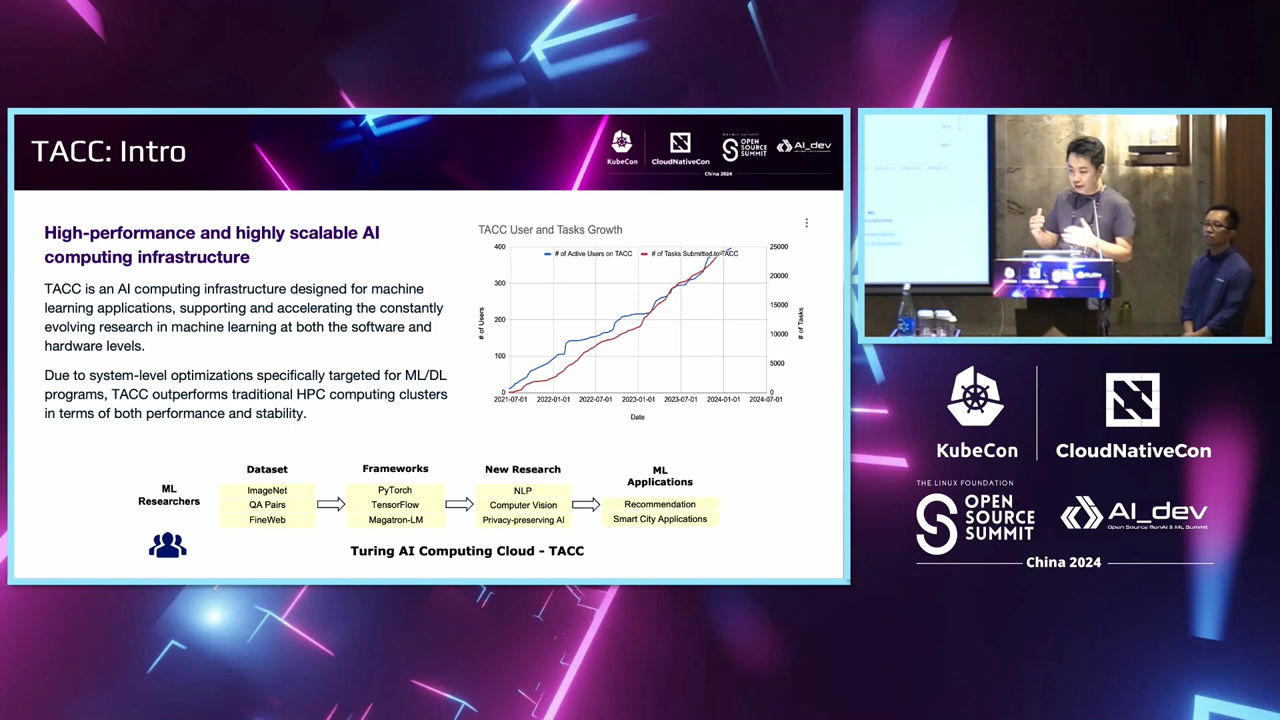 TACC: Intro
KubeCon
CloudNativeCon
THE LINUX FOUNDATION
OPEN
SOURCE
SUMMIT
AI_dev
China 2024
High-performance and highly scalable AI
computing infrastructure
TACC is an AI computing infrastructure designed for machine
learning applications, supporting and accelerating the constantly
evolving research in machine learning at both the software and
hardware levels.
Due to system-level optimizations specifically targeted for ML/DL
programs, TACC outperforms traditional HPC computing clusters
in terms of both performance and stability.
TACC User and Tasks Growth
# of Active Users on TACC
# of Tasks Submitted to TACC
400
300
200
100
0
# of Users
25000
20000
15000
10000
5000
0
# of Tasks
2021-07-01 2022-01-01 2022-07-01 2023-01-01 2023-07-01 2024-01-01 2024-07-01
Date
ML
Researchers
Dataset
ImageNet
QA Pairs
FineWeb
Frameworks
PyTorch
TensorFlow
Magatron-LM
New Research
NLP
Computer Vision
Privacy-preserving AI
ML
Applications
Recommendation
Smart City Applications
Turing AI Computing Cloud - TACC
KubeCon
CloudNativeCon
THE LINUX FOUNDATION
OPEN
SOURCE
SUMMIT
AI_dev
Open Source GenAI & ML Summit
China 2024